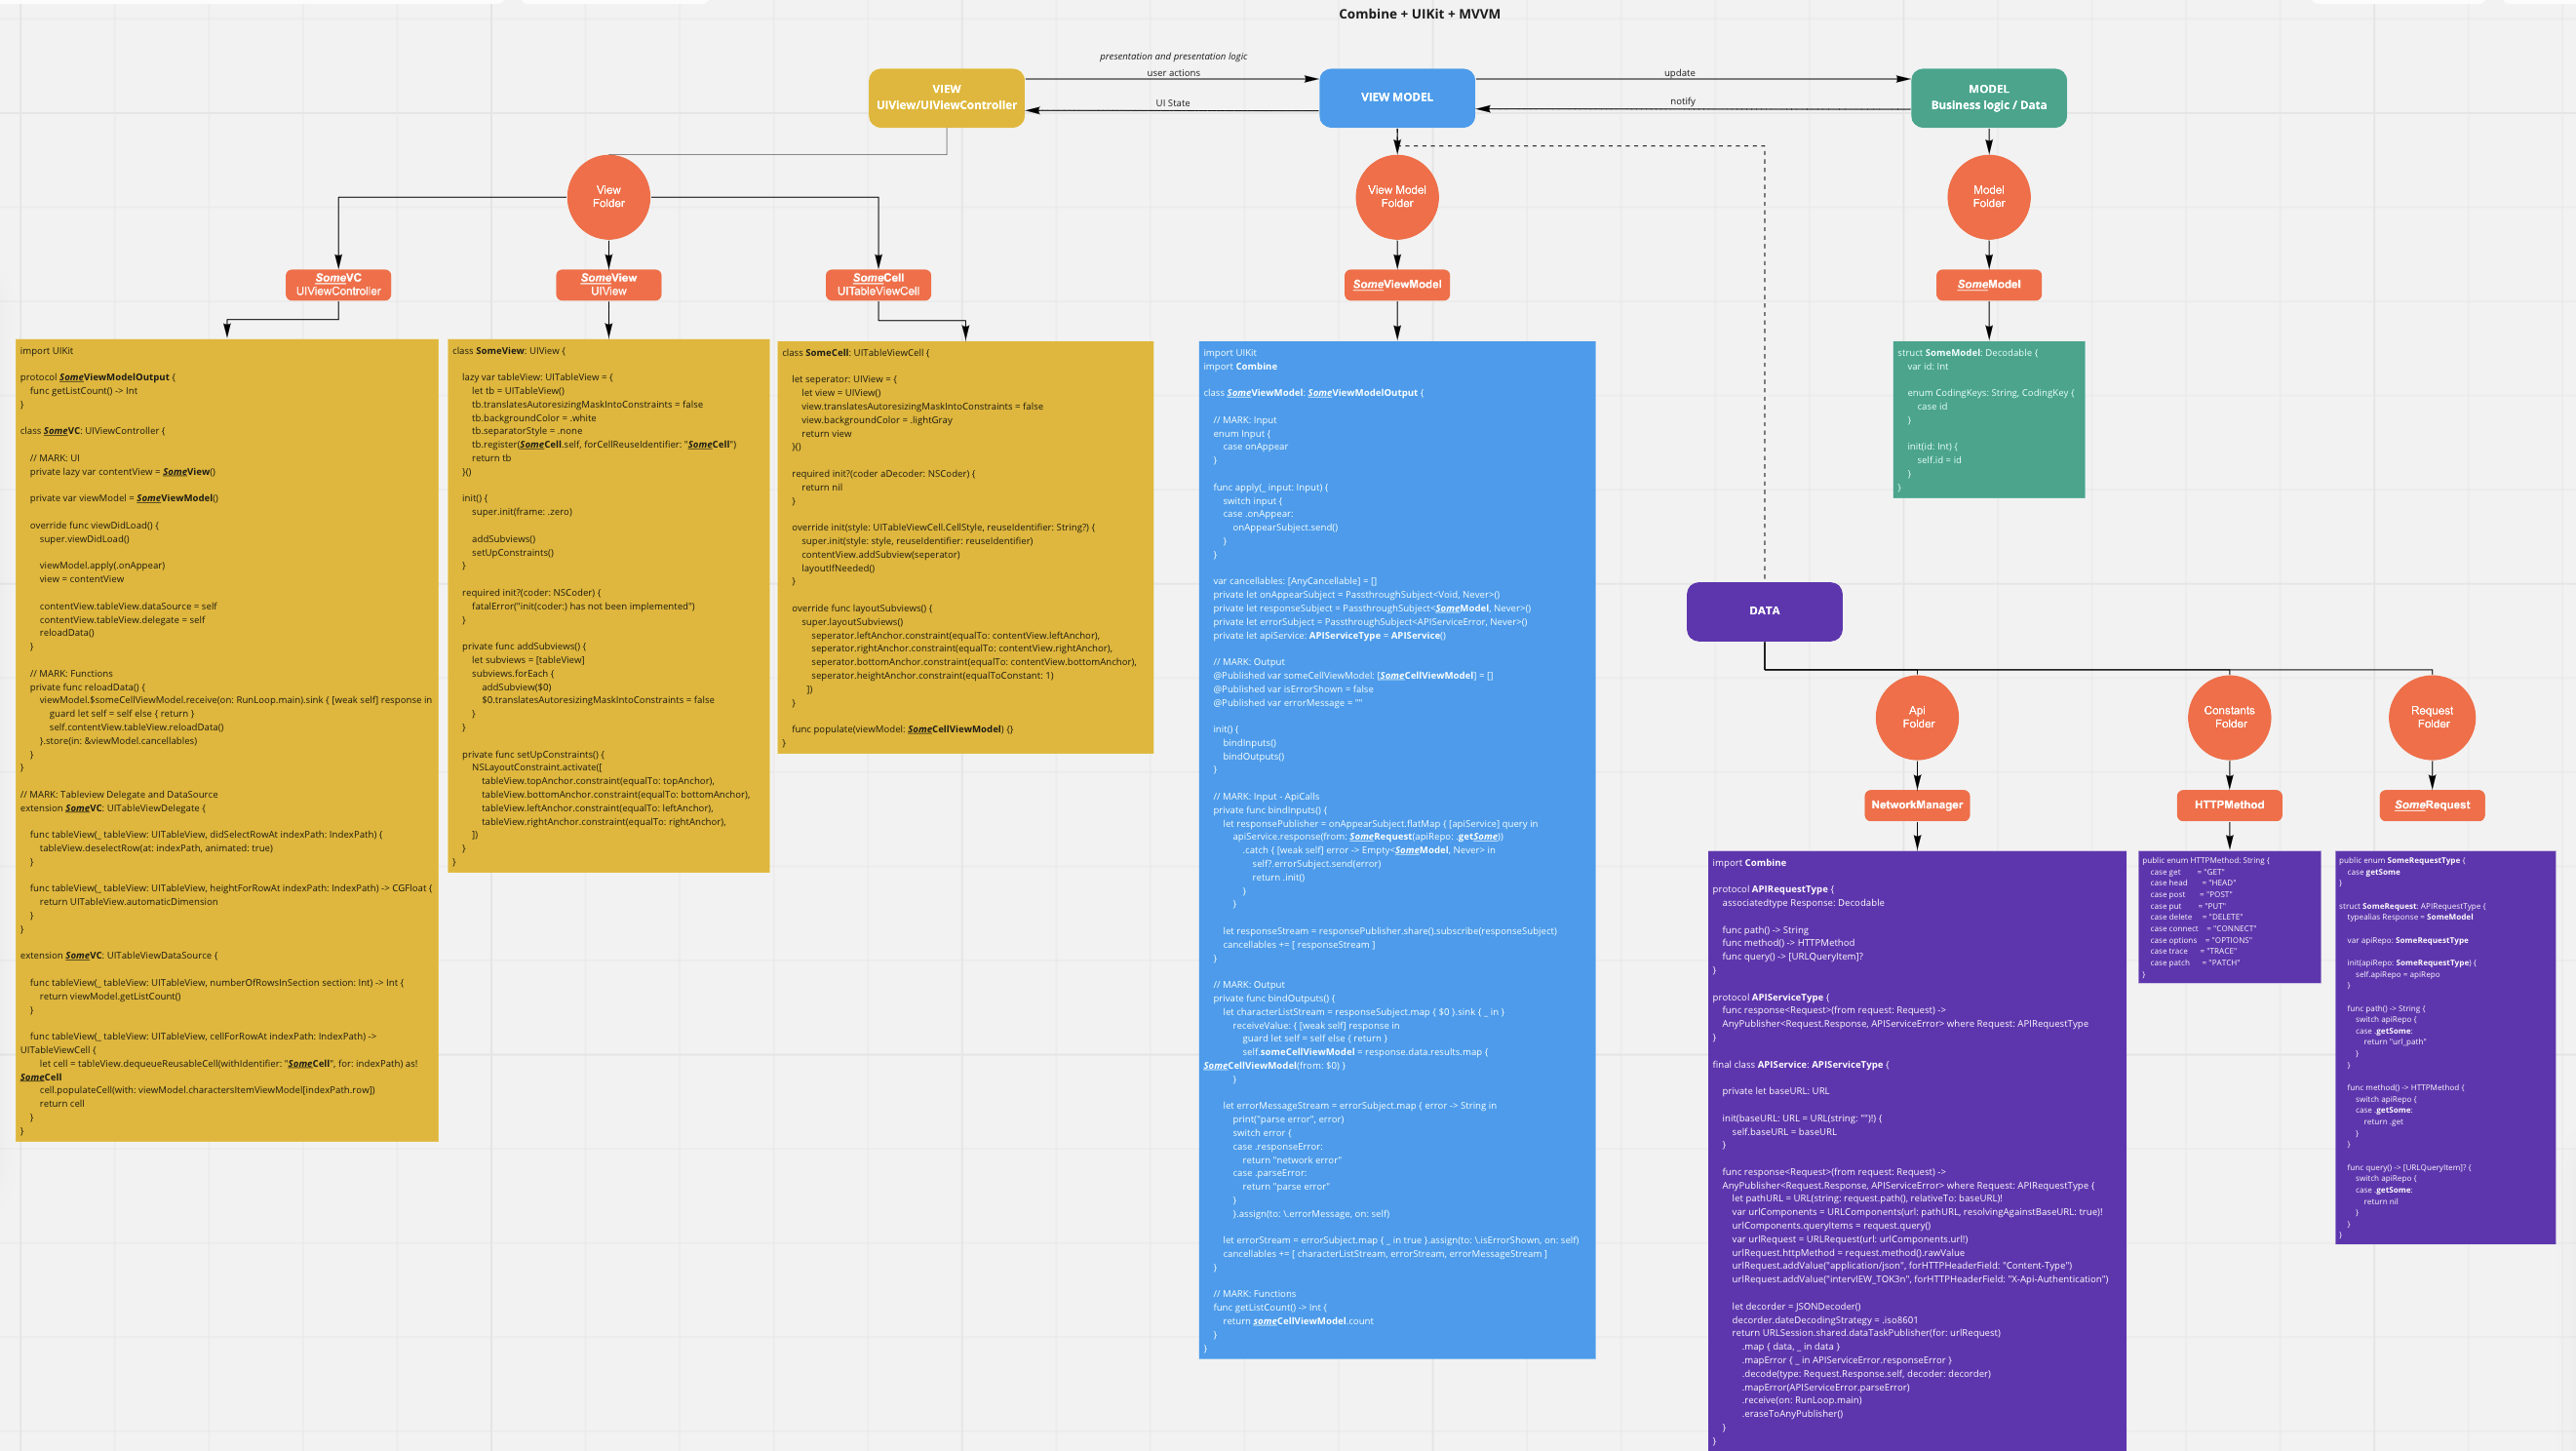 Combine + UIKit + MVVM
presentation and presentation logic
user actions
UI State
update
notify
VIEW
UIView/UIViewController
VIEW MODEL
MODEL
Business logic / Data
View
Folder
View Model
Folder
Model
Folder
SomeVC
UIViewController
SomeView
UIView
SomeCell
UITableViewCell
SomeViewModel
SomeModel
import UIKit
protocol SomeViewModelOutput {
func getListCount() -> Int
}
class SomeVC: UIViewController {
// MARK: UI
private lazy var contentView = SomeView()
private var viewModel = SomeViewModel()
override func viewDidLoad() {
super.viewDidLoad()
viewModel.apply(.onAppear)
view = contentView
contentView.tableView.dataSource = self
contentView.tableView.delegate = self
reloadData()
}
// MARK: Functions
private func reloadData() {
viewModel.$someCellViewModel.receive(on: RunLoop.main).sink { [weak self] response in
guard let self = self else { return }
self.contentView.tableView.reloadData()
}.store(in: &viewModel.cancellables)
}
}
// MARK: Tableview Delegate and DataSource
extension SomeVC: UITableViewDelegate {
func tableView(_ tableView: UITableView, didSelectRowAt indexPath: IndexPath) {
tableView.deselectRow(at: indexPath, animated: true)
}
func tableView(_ tableView: UITableView, heightForRowAt indexPath: IndexPath) -> CGFloat {
return UITableView.automaticDimension
}
}
extension SomeVC: UITableViewDataSource {
func tableView(_ tableView: UITableView, numberOfRowsInSection section: Int) -> Int {
return viewModel.getListCount()
}
func tableView(_ tableView: UITableView, cellForRowAt indexPath: IndexPath) ->
UITableViewCell {
let cell = tableView.dequeueReusableCell(withIdentifier: "SomeCell", for: indexPath) as!
SomeCell
cell.populateCell(with: viewModel.charactersItemViewModel[indexPath.row])
return cell
}
}
class SomeView: UIView {
lazy var tableView: UITableView = {
let tb = UITableView()
tb.translatesAutoresizingMaskIntoConstraints = false
tb.backgroundColor = .white
tb.separatorStyle = .none
tb.register(SomeCell.self, forCellReuseIdentifier: "SomeCell")
return tb
}()
init() {
super.init(frame: .zero)
addSubviews()
setUpConstraints()
}
required init?(coder: NSCoder) {
fatalError("init(coder:) has not been implemented")
}
private func addSubviews() {
let subviews = [tableView]
subviews.forEach {
addSubview($0)
$0.translatesAutoresizingMaskIntoConstraints = false
}
}
private func setUpConstraints() {
NSLayoutConstraint.activate([
tableView.topAnchor.constraint(equalTo: topAnchor),
tableView.bottomAnchor.constraint(equalTo: bottomAnchor),
tableView.leftAnchor.constraint(equalTo: leftAnchor),
tableView.rightAnchor.constraint(equalTo: rightAnchor),
])
}
}
class SomeCell: UITableViewCell {
let seperator: UIView = {
let view = UIView()
view.translatesAutoresizingMaskIntoConstraints = false
view.backgroundColor = .lightGray
return view
}()
required init?(coder aDecoder: NSCoder) {
return nil
}
override init(style: UITableViewCell.CellStyle, reuseIdentifier: String?) {
super.init(style: style, reuseIdentifier: reuseIdentifier)
contentView.addSubview(seperator)
layoutIfNeeded()
}
override func layoutSubviews() {
super.layoutSubviews()
seperator.leftAnchor.constraint(equalTo: contentView.leftAnchor),
seperator.rightAnchor.constraint(equalTo: contentView.rightAnchor),
seperator.bottomAnchor.constraint(equalTo: contentView.bottomAnchor),
seperator.heightAnchor.constraint(equalToConstant: 1)
])
}
func populate(viewModel: SomeCellViewModel) {}
}
import UIKit
import Combine
class SomeViewModel: SomeViewModelOutput {
// MARK: Input
enum Input {
case onAppear
}
func apply(_ input: Input) {
switch input {
case .onAppear:
onAppearSubject.send()
}
}
var cancellables: [AnyCancellable] = []
private let onAppearSubject = PassthroughSubject<Void, Never>()
private let responseSubject = PassthroughSubject<SomeModel, Never>()
private let errorSubject = PassthroughSubject<APIServiceError, Never>()
private let apiService: APIServiceType = APIService()
// MARK: Output
@Published var someCellViewModel: [SomeCellViewModel] = []
@Published var isErrorShown = false
@Published var errorMessage = ""
init() {
bindInputs()
bindOutputs()
}
// MARK: Input - ApiCalls
private func bindInputs() {
let responsePublisher = onAppearSubject.flatMap { [apiService] query in
apiService.response(from: SomeRequest(apiRepo: .getSome))
.catch { [weak self] error -> Empty<SomeModel, Never> in
self?.errorSubject.send(error)
return .init()
}
}
let responseStream = responsePublisher.share().subscribe(responseSubject)
cancellables += [ responseStream ]
}
// MARK: Output
private func bindOutputs() {
let characterListStream = responseSubject.map { $0 }.sink { _ in }
receiveValue: { [weak self] response in
guard let self = self else { return }
self.someCellViewModel = response.data.results.map {
SomeCellViewModel(from: $0) }
}
let errorMessageStream = errorSubject.map { error -> String in
print("parse error", error)
switch error {
case .responseError:
return "network error"
case .parseError:
return "parse error"
}
}.assign(to: \.errorMessage, on: self)
let errorStream = errorSubject.map { _ in true }.assign(to: \.isErrorShown, on: self)
cancellables += [ characterListStream, errorStream, errorMessageStream ]
}
// MARK: Functions
func getListCount() -> Int {
return someCellViewModel.count
}
}
struct SomeModel: Decodable {
var id: Int
enum CodingKeys: String, CodingKey {
case id
}
init(id: Int) {
self.id = id
}
}
DATA
Api
Folder
Constants
Folder
Request
Folder
NetworkManager
HTTPMethod
SomeRequest
import Combine
protocol APIRequestType {
associatedtype Response: Decodable
func path() -> String
func method() -> HTTPMethod
func query() -> [URLQueryItem]?
}
protocol APIServiceType {
func response<Request>(from request: Request) ->
AnyPublisher<Request.Response, APIServiceError> where Request: APIRequestType
}
final class APIService: APIServiceType {
private let baseURL: URL
init(baseURL: URL = URL(string: "")!) {
self.baseURL = baseURL
}
func response<Request>(from request: Request) ->
AnyPublisher<Request.Response, APIServiceError> where Request: APIRequestType {
let pathURL = URL(string: request.path(), relativeTo: baseURL)!
var urlComponents = URLComponents(url: pathURL, resolvingAgainstBaseURL: true)!
urlComponents.queryItems = request.query()
var urlRequest = URLRequest(url: urlComponents.url!)
urlRequest.httpMethod = request.method().rawValue
urlRequest.addValue("application/json", forHTTPHeaderField: "Content-Type")
urlRequest.addValue("intervIEW_TOK3n", forHTTPHeaderField: "X-Api-Authentication")
let decorder = JSONDecoder()
decorder.dateDecodingStrategy = .iso8601
return URLSession.shared.dataTaskPublisher(for: urlRequest)
.map { data, _ in data }
.mapError { _ in APIServiceError.responseError }
.decode(type: Request.Response.self, decoder: decorder)
.mapError(APIServiceError.parseError)
.receive(on: RunLoop.main)
.eraseToAnyPublisher()
}
}
public enum HTTPMethod: String {
case get = "GET"
case head = "HEAD"
case post = "POST"
case put = "PUT"
case delete = "DELETE"
case connect = "CONNECT"
case options = "OPTIONS"
case trace = "TRACE"
case patch = "PATCH"
}
public enum SomeRequestType {
case getSome
}
struct SomeRequest: APIRequestType {
typealias Response = SomeModel
var apiRepo: SomeRequestType
init(apiRepo: SomeRequestType) {
self.apiRepo = apiRepo
}
func path() -> String {
switch apiRepo {
case .getSome:
return "url_path"
}
}
func method() -> HTTPMethod {
switch apiRepo {
case .getSome:
return .get
}
}
func query() -> [URLQueryItem]? {
switch apiRepo {
case .getSome:
return nil
}
}
}